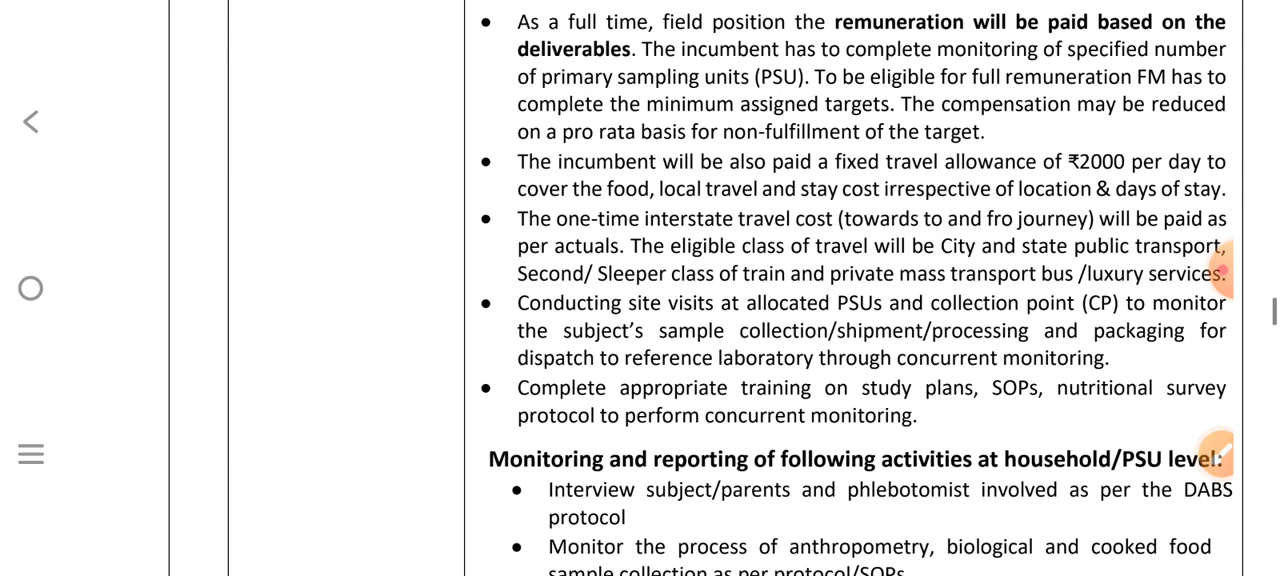 • As a full time, field position the remuneration will be paid based on the
deliverables. The incumbent has to complete monitoring of specified number
of primary sampling units (PSU). To be eligible for full remuneration FM has to
complete the minimum assigned targets. The compensation may be reduced
on a pro rata basis for non-fulfillment of the target.
• The incumbent will be also paid a fixed travel allowance of ₹2000 per day to
cover the food, local travel and stay cost irrespective of location & days of stay.
• The one-time interstate travel cost (towards to and fro journey) will be paid as
per actuals. The eligible class of travel will be City and state public transport,
Second/ Sleeper class of train and private mass transport bus /luxury services.
• Conducting site visits at allocated PSUs and collection point (CP) to monitor
the subject’s sample collection/shipment/processing and packaging for
dispatch to reference laboratory through concurrent monitoring.
• Complete appropriate training on study plans, SOPs, nutritional survey
protocol to perform concurrent monitoring.
Monitoring and reporting of following activities at household/PSU level:
• Interview subject/parents and phlebotomist involved as per the DABS
protocol
• Monitor the process of anthropometry, biological and cooked food
sample collection as per protocol/SOPs